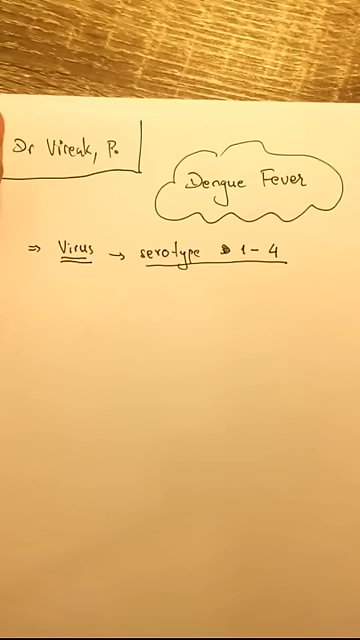 Dr Vireak, P.
Dengue Fever
⇒ Virus → serotype 1 - 4